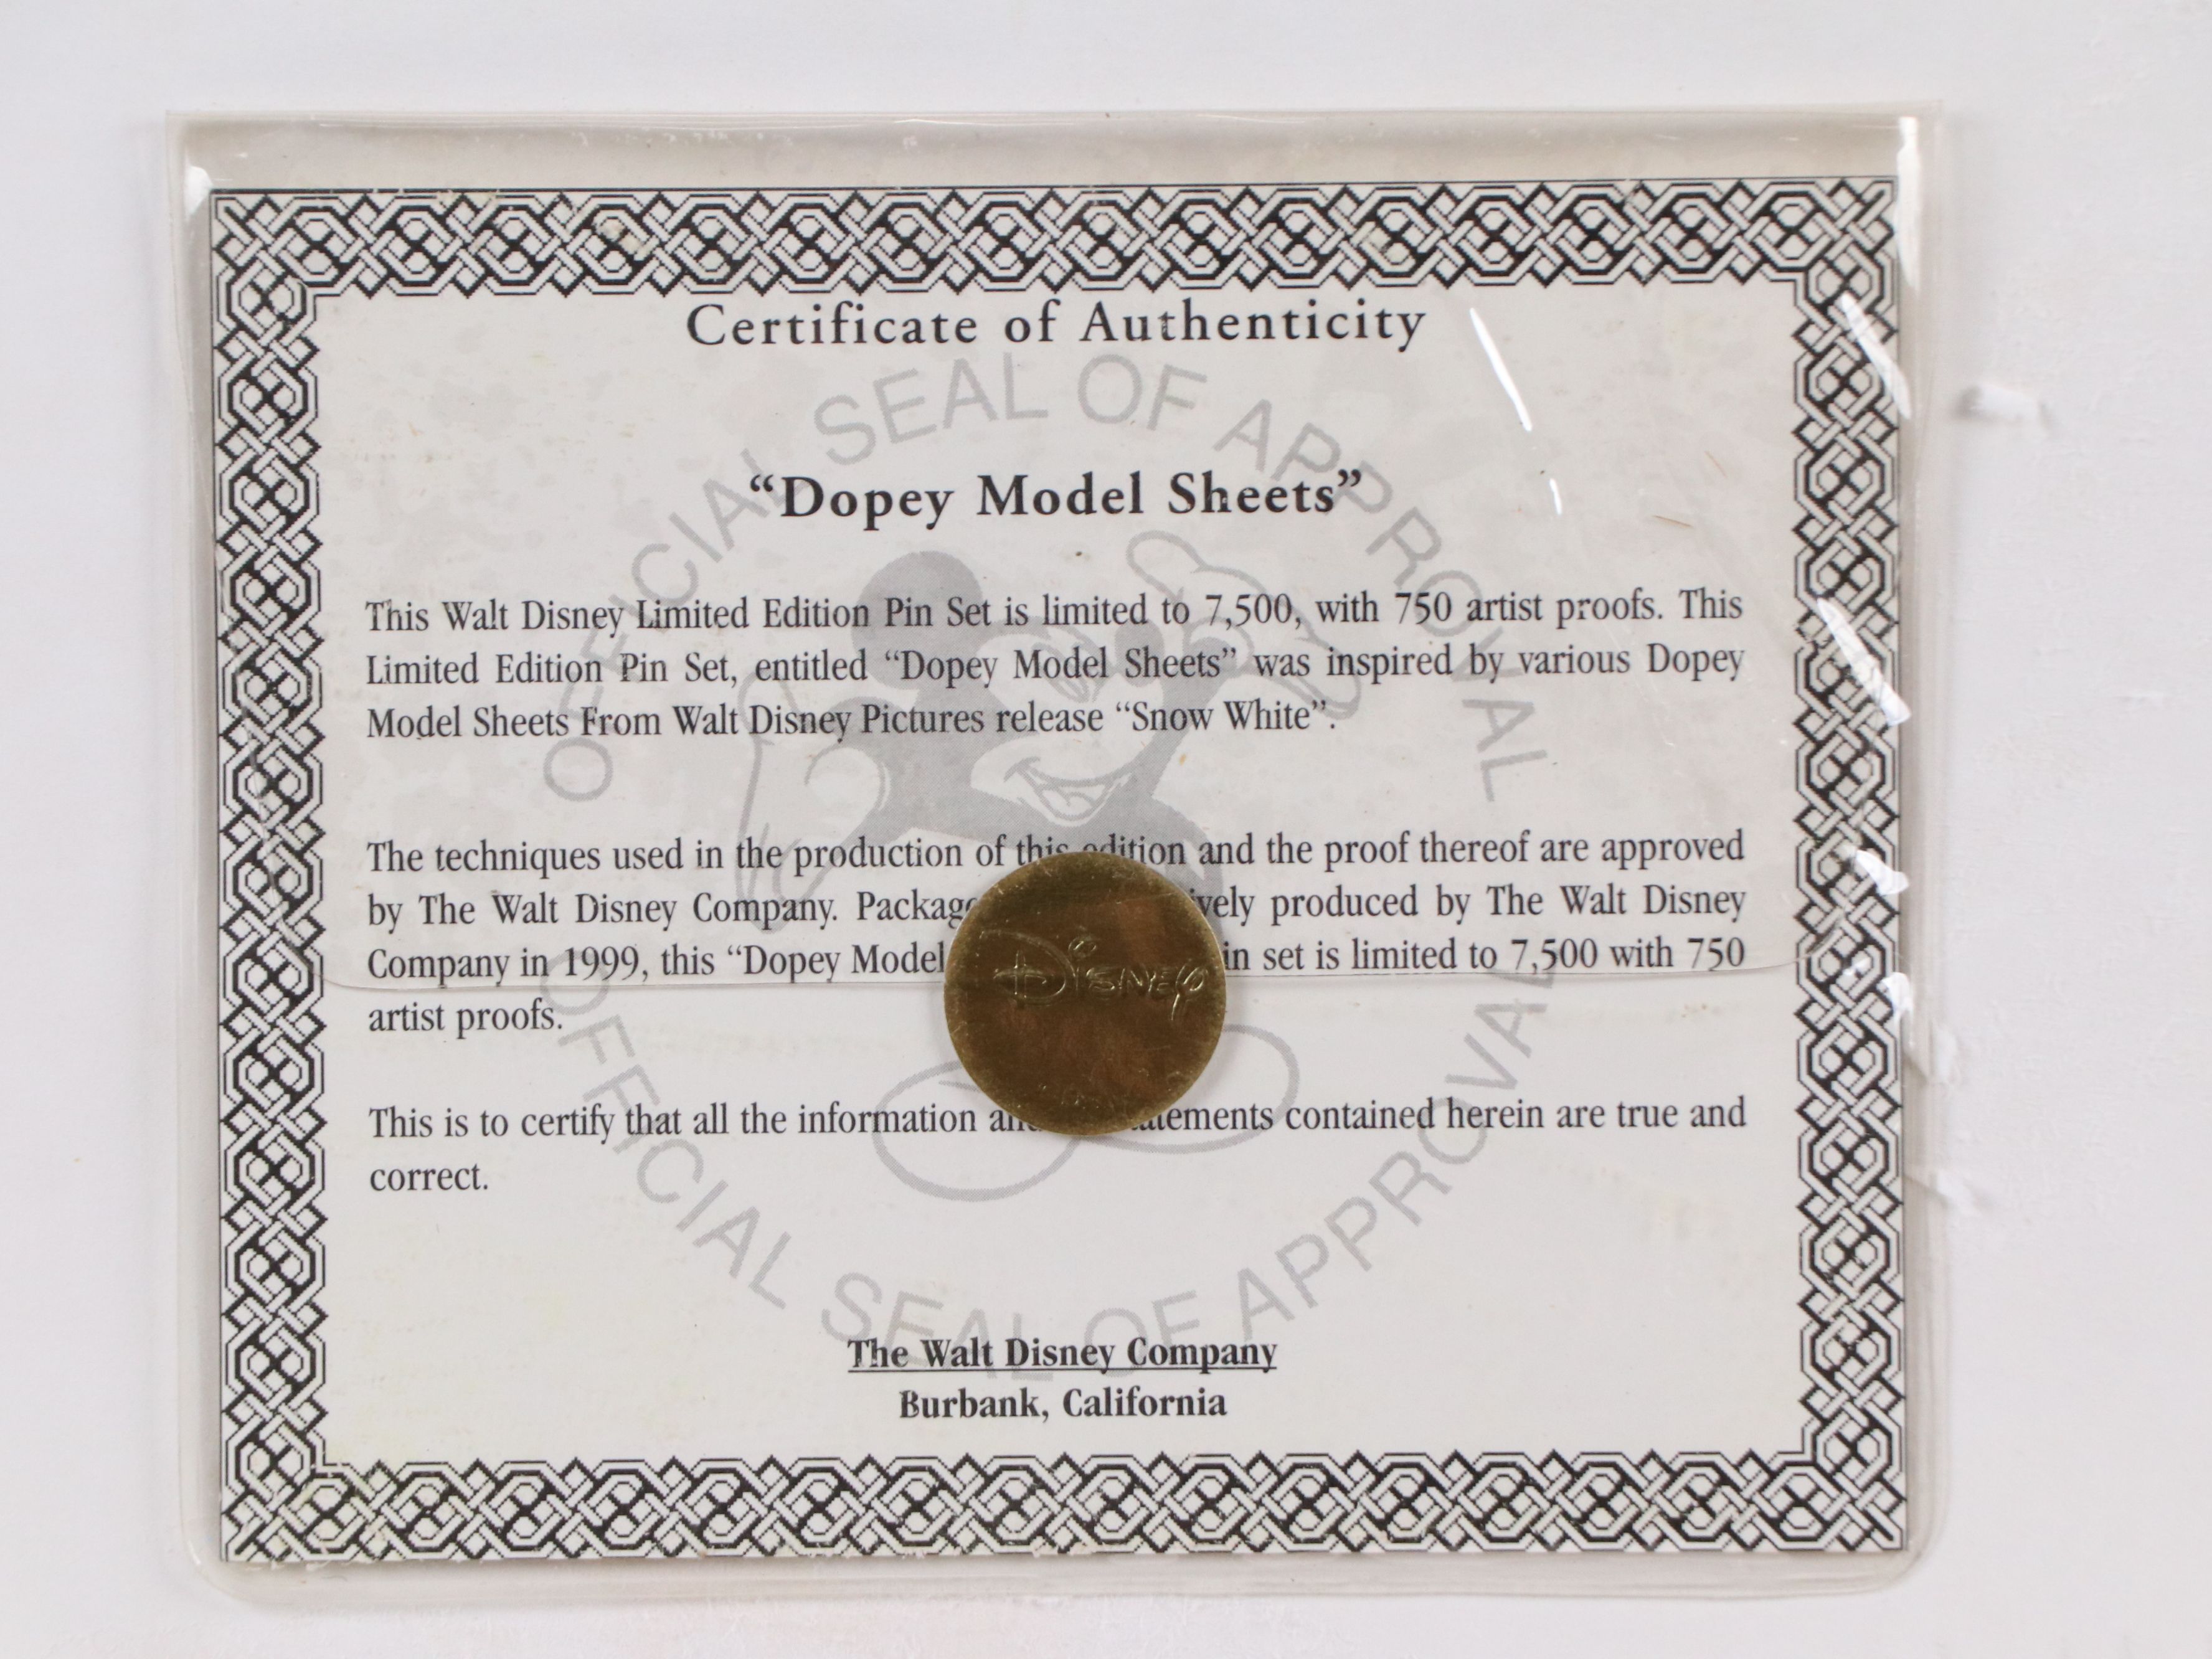 Certificate of Authenticity
OFFICIAL SEAL OF APPROVAL
“Dopey Model Sheets”
This Walt Disney Limited Edition Pin Set is limited to 7,500, with 750 artist proofs. This
Limited Edition Pin Set, entitled “Dopey Model Sheets” was inspired by various Dopey
Model Sheets From Walt Disney Pictures release “Snow White”.
The techniques used in the production of this edition and the proof thereof are approved
by The Walt Disney Company. produced by The Walt Disney
Company in 1999, this “Dopey Model set is limited to 7,500 with 750
artist proofs.
Disney
This is to certify that all the information contained herein are true and
correct.
OFFICIAL SEAL OF APPROVAL
The Walt Disney Company
Burbank, California